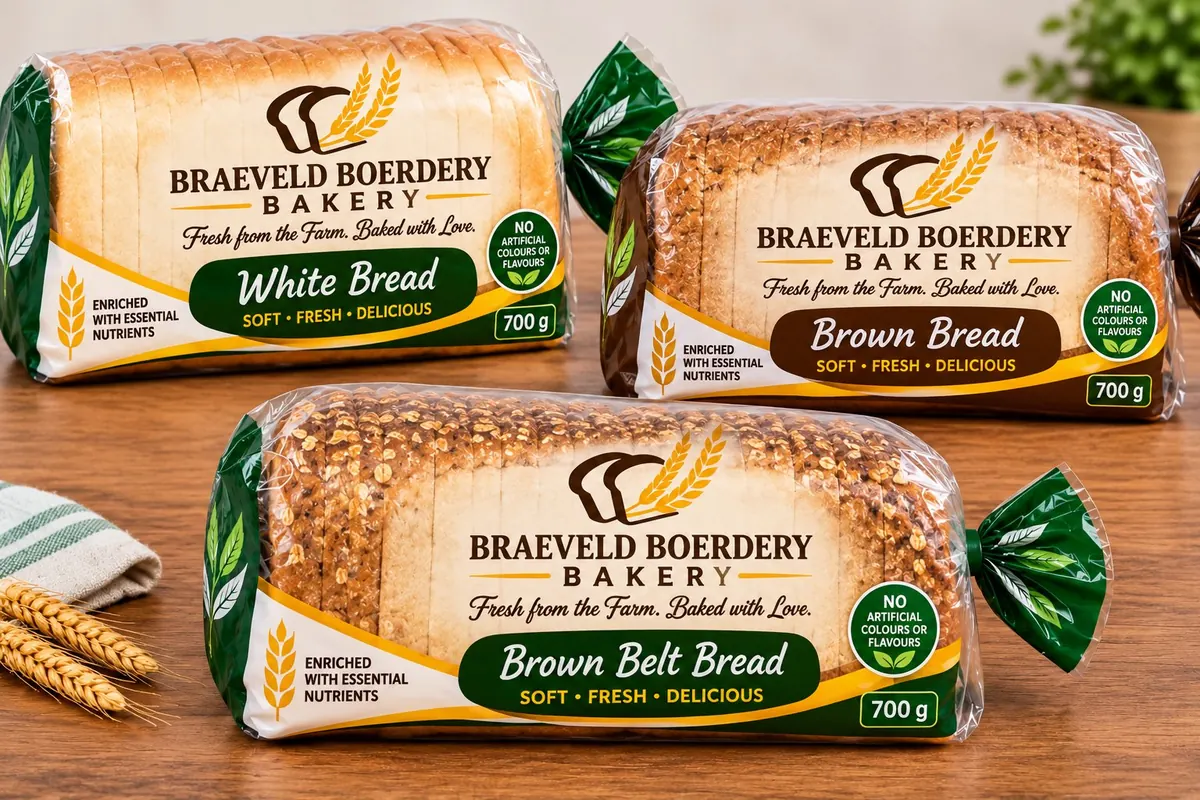 BRAEVELD BOERDERY
BAKERY
Fresh from the Farm. Baked with Love.
White Bread
SOFT • FRESH • DELICIOUS
ENRICHED
WITH ESSENTIAL
NUTRIENTS
NO
ARTIFICIAL
COLOURS OR
FLAVOURS
700 g
BRAEVELD BOERDERY
BAKERY
Fresh from the Farm. Baked with Love.
Brown Bread
SOFT • FRESH • DELICIOUS
ENRICHED
WITH ESSENTIAL
NUTRIENTS
NO
ARTIFICIAL
COLOURS OR
FLAVOURS
700 g
BRAEVELD BOERDERY
BAKERY
Fresh from the Farm. Baked with Love.
Brown Belt Bread
SOFT • FRESH • DELICIOUS
ENRICHED
WITH ESSENTIAL
NUTRIENTS
NO
ARTIFICIAL
COLOURS OR
FLAVOURS
700 g